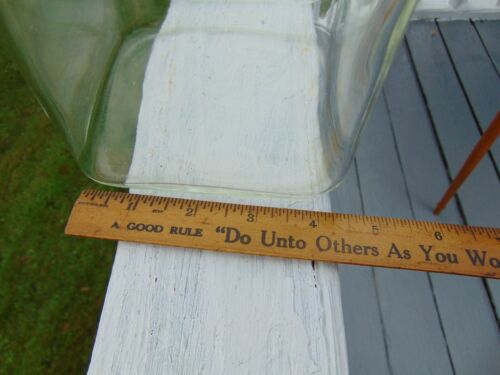 1 2 3 4 5 6
A GOOD RULE "Do Unto Others As You Wo